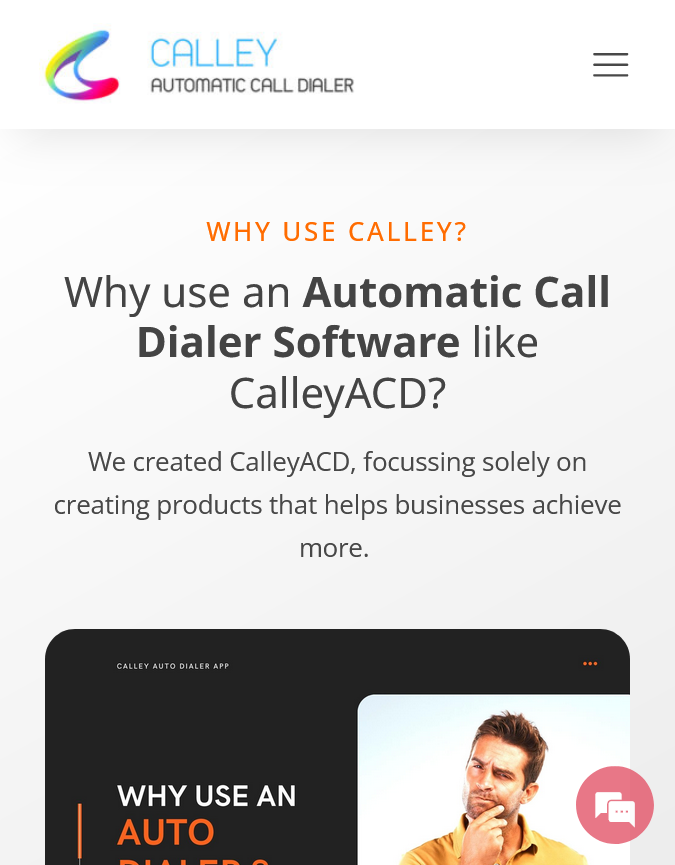 CALLEY
AUTOMATIC CALL DIALER
WHY USE CALLEY?
Why use an Automatic Call
Dialer Software like
CalleyACD?
We created CalleyACD, focussing solely on
creating products that helps businesses achieve
more.
CALLEY AUTO DIALER APP
WHY USE AN
AUTO
DIALER?